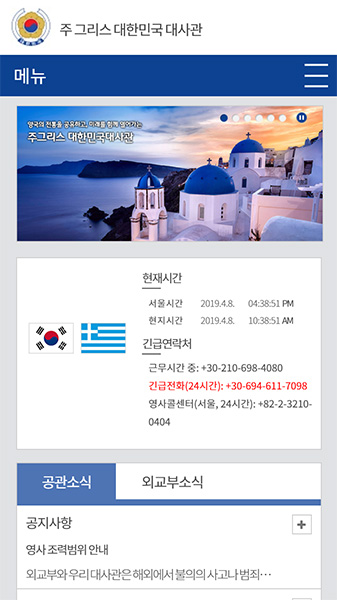 주 그리스 대한민국 대사관
메뉴
양국의 전통을 공유하고, 미래를 함께 열어가는
주그리스 대한민국대사관
현재시간
서울시간 2019.4.8. 04:38:51 PM
현지시간 2019.4.8. 10:38:51 AM
긴급연락처
근무시간 중: +30-210-698-4080
긴급전화(24시간): +30-694-611-7098
영사콜센터(서울, 24시간): +82-2-3210-
0404
공관소식 외교부소식
공지사항
영사 조력범위 안내
외교부와 우리 대사관은 해외에서 불의의 사고나 범죄···